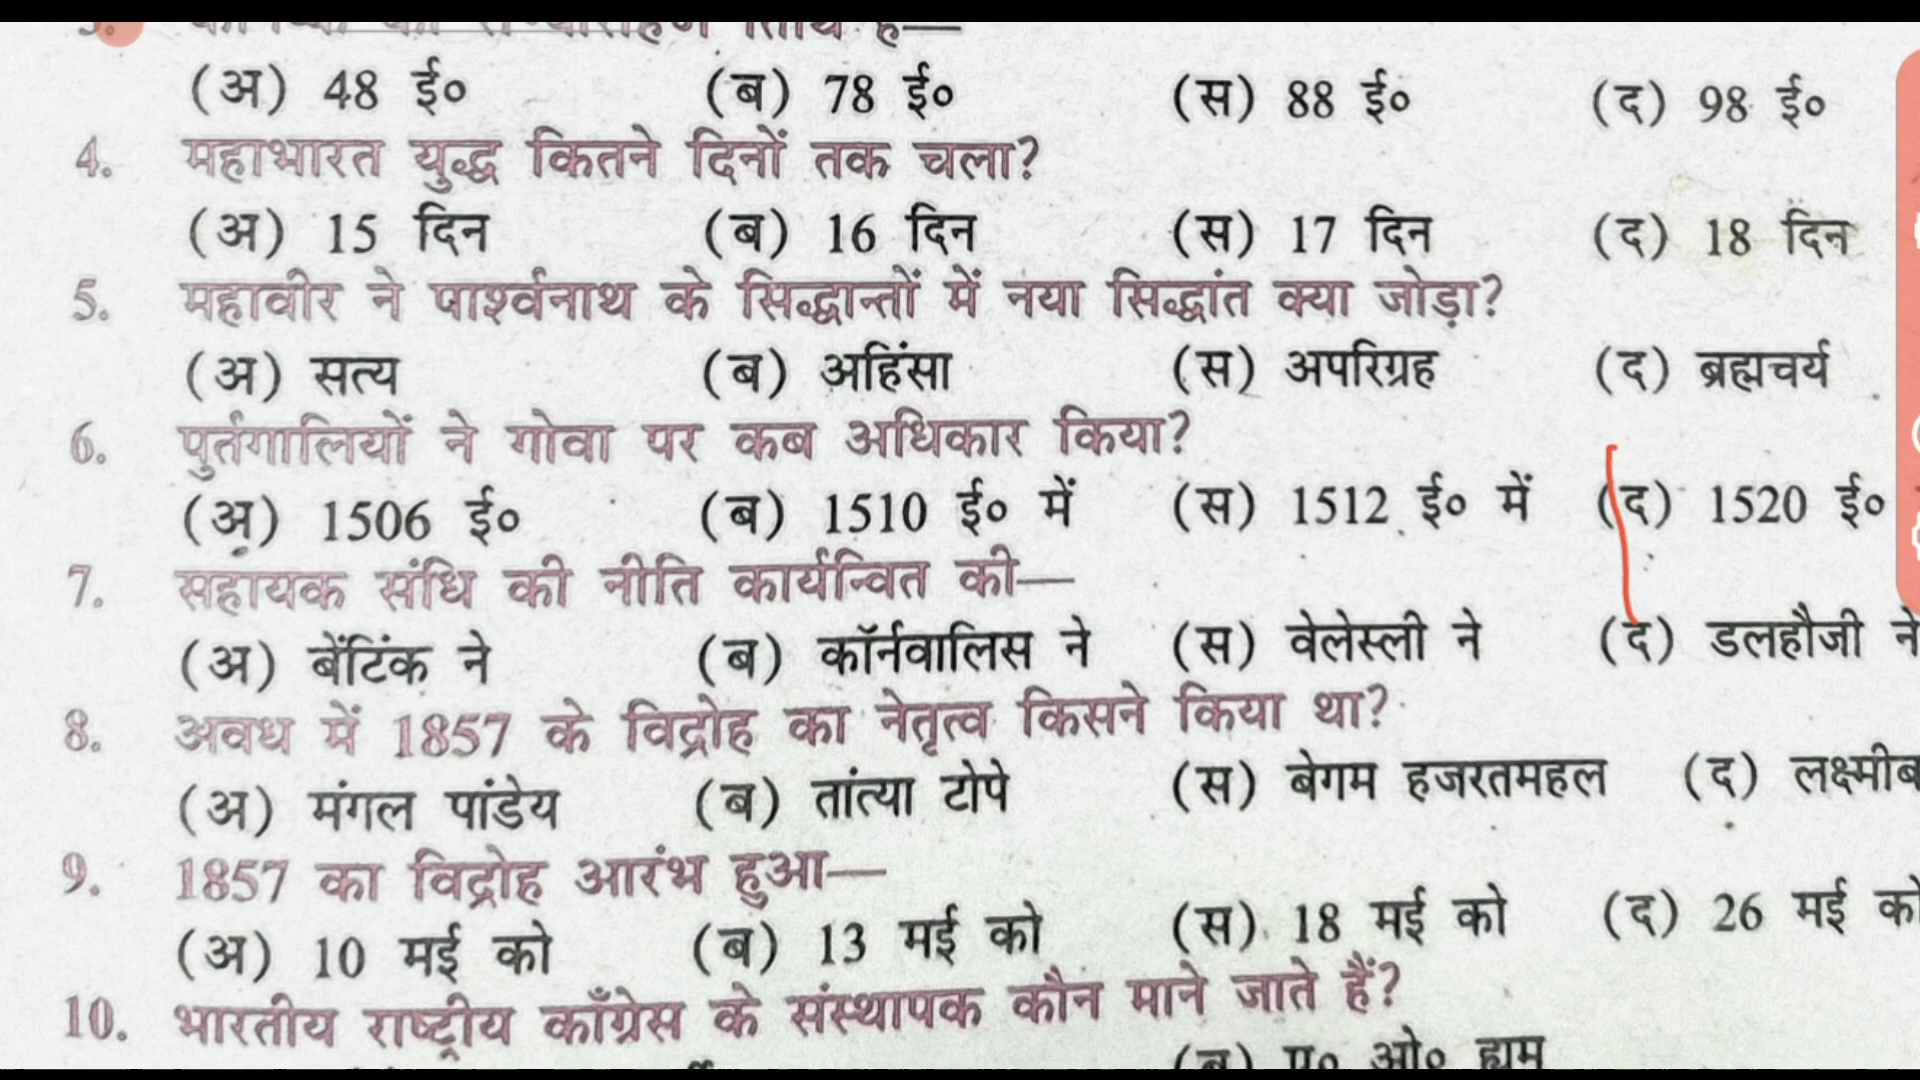 (अ) 48 ई० (ब) 78 ई० (स) 88 ई० (द) 98 ई०
4. महाभारत युद्ध कितने दिनों तक चला?
(अ) 15 दिन (ब) 16 दिन (स) 17 दिन (द) 18 दिन
5. महावीर ने पार्श्वनाथ के सिद्धान्तों में नया सिद्धांत क्या जोड़ा?
(अ) सत्य (ब) अहिंसा (स) अपरिग्रह (द) ब्रह्मचर्य
6. पुर्तगालियों ने गोवा पर कब अधिकार किया?
(अ) 1506 ई० (ब) 1510 ई० में (स) 1512 ई० में (द) 1520 ई०
7. सहायक संधि की नीति कार्यन्वित की—
(अ) बेंटिंक ने (ब) कॉर्नवालिस ने (स) वेलेस्ली ने (द) डलहौजी ने
8. अवध में 1857 के विद्रोह का नेतृत्व किसने किया था?
(अ) मंगल पांडेय (ब) तांत्या टोपे (स) बेगम हजरतमहल (द) लक्ष्मीब
9. 1857 का विद्रोह आरंभ हुआ—
(अ) 10 मई को (ब) 13 मई को (स) 18 मई को (द) 26 मई को
10. भारतीय राष्ट्रीय काँग्रेस के संस्थापक कौन माने जाते हैं?
(ब) ए० ओ० ह्यूम